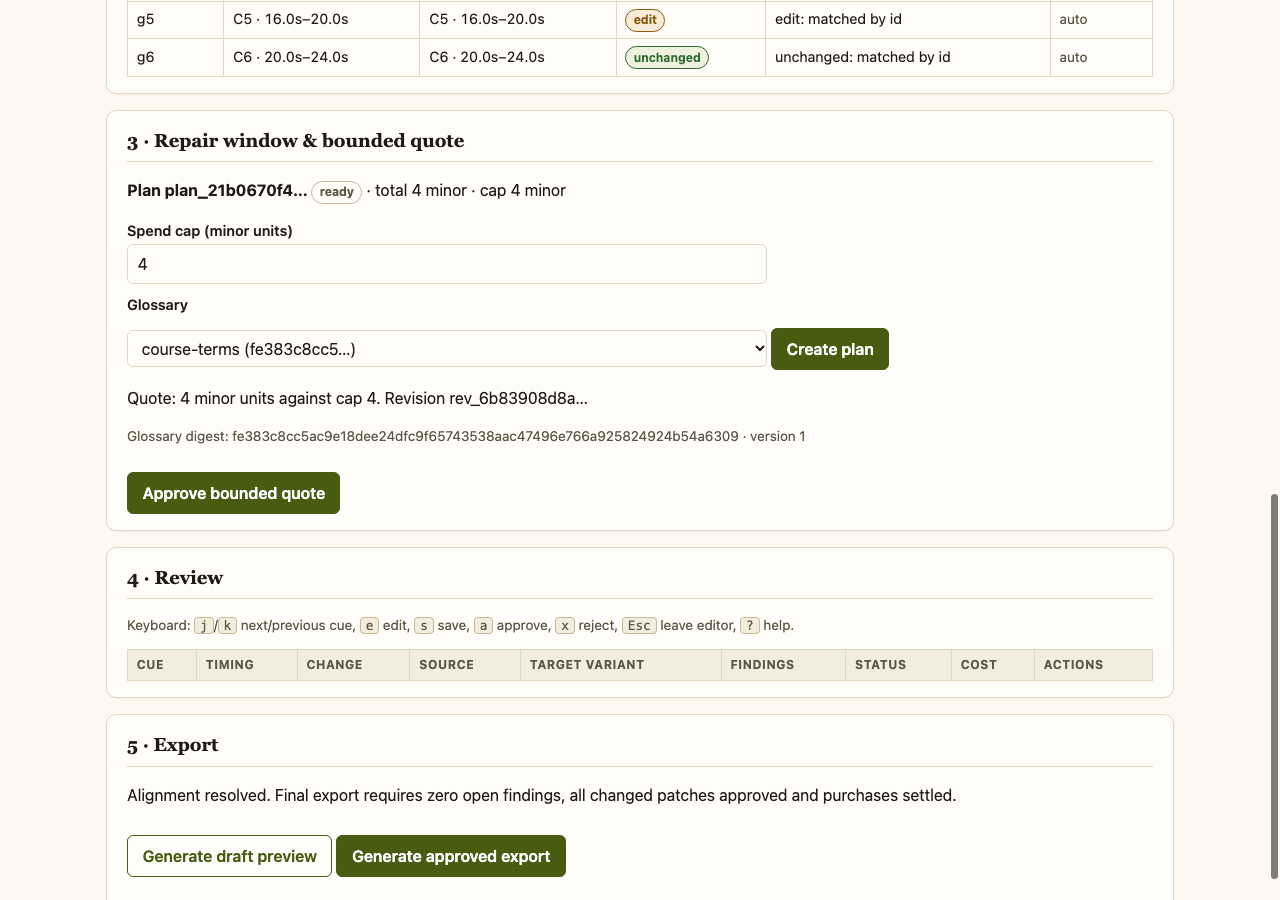 g5 C5 · 16.0s–20.0s C5 · 16.0s–20.0s edit edit: matched by id auto
g6 C6 · 20.0s–24.0s C6 · 20.0s–24.0s unchanged unchanged: matched by id auto
3 · Repair window & bounded quote
Plan plan_21b0670f4... ready · total 4 minor · cap 4 minor
Spend cap (minor units)
4
Glossary
course-terms (fe383c8cc5...) Create plan
Quote: 4 minor units against cap 4. Revision rev_6b83908d8a...
Glossary digest: fe383c8cc5ac9e18dee24dfc9f65743538aac47496e766a925824924b54a6309 · version 1
Approve bounded quote
4 · Review
Keyboard: j/k next/previous cue, e edit, s save, a approve, x reject, Esc leave editor, ? help.
CUE TIMING CHANGE SOURCE TARGET VARIANT FINDINGS STATUS COST ACTIONS
5 · Export
Alignment resolved. Final export requires zero open findings, all changed patches approved and purchases settled.
Generate draft preview Generate approved export